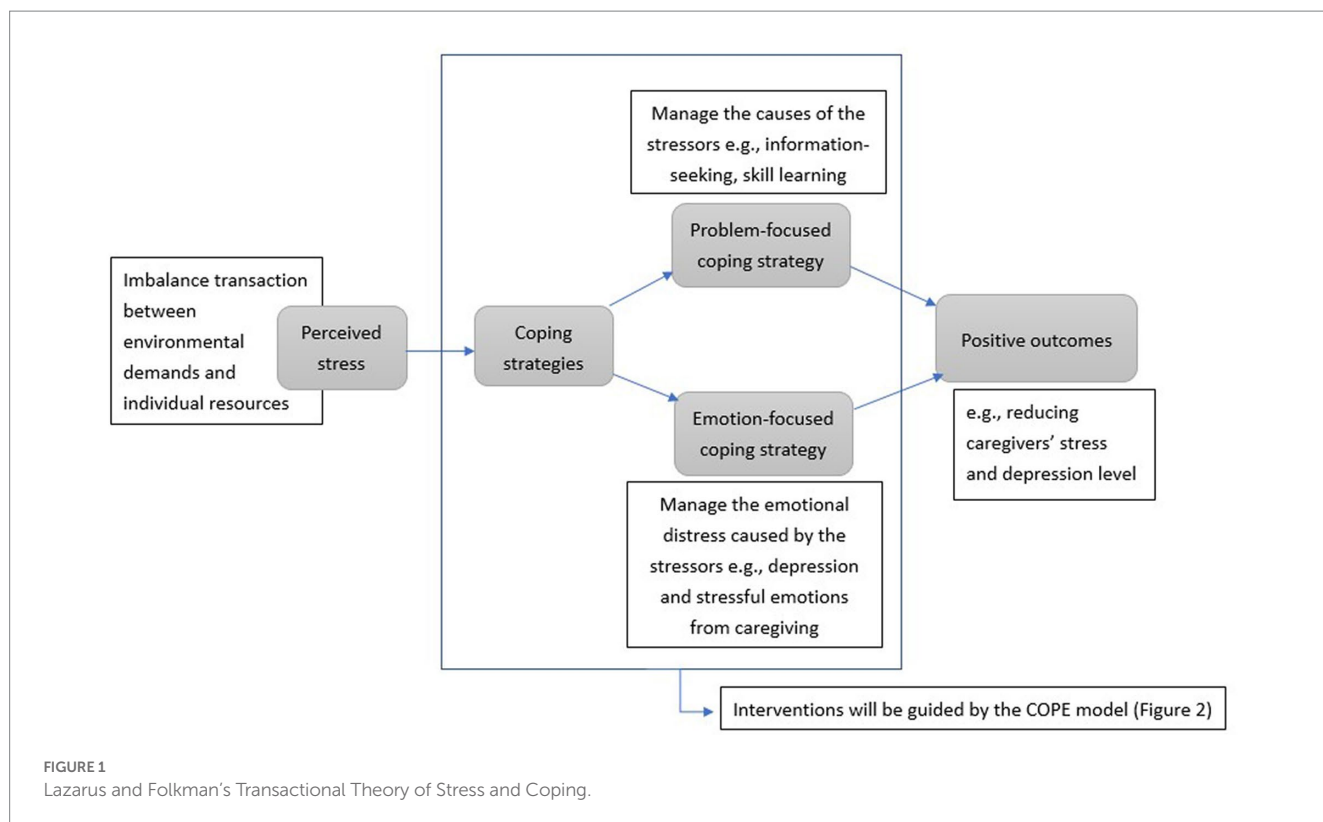 Imbalance transaction
between
environmental
demands and
individual resources
Perceived
stress
Coping
strategies
Manage the causes of the
stressors e.g., information-
seeking, skill learning
Problem-focused
coping strategy
Emotion-focused
coping strategy
Manage the emotional
distress caused by the
stressors e.g., depression
and stressful emotions
from caregiving
Positive outcomes
e.g., reducing
caregivers’ stress
and depression level
Interventions will be guided by the COPE model (Figure 2)
FIGURE 1
Lazarus and Folkman’s Transactional Theory of Stress and Coping.